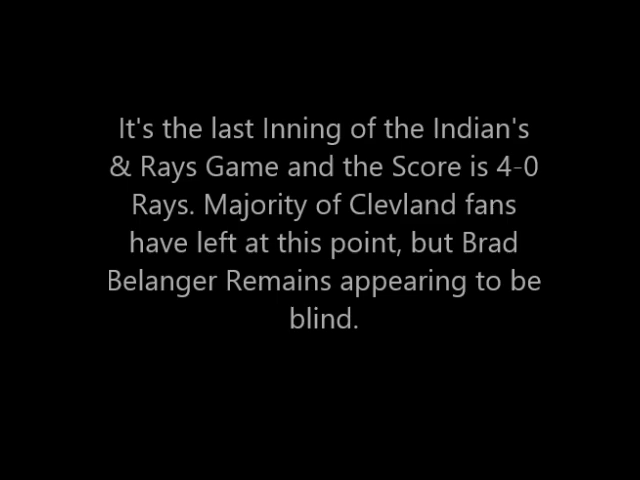 It's the last Inning of the Indian's
& Rays Game and the Score is 4-0
Rays. Majority of Clevland fans
have left at this point, but Brad
Belanger Remains appearing to be
blind.